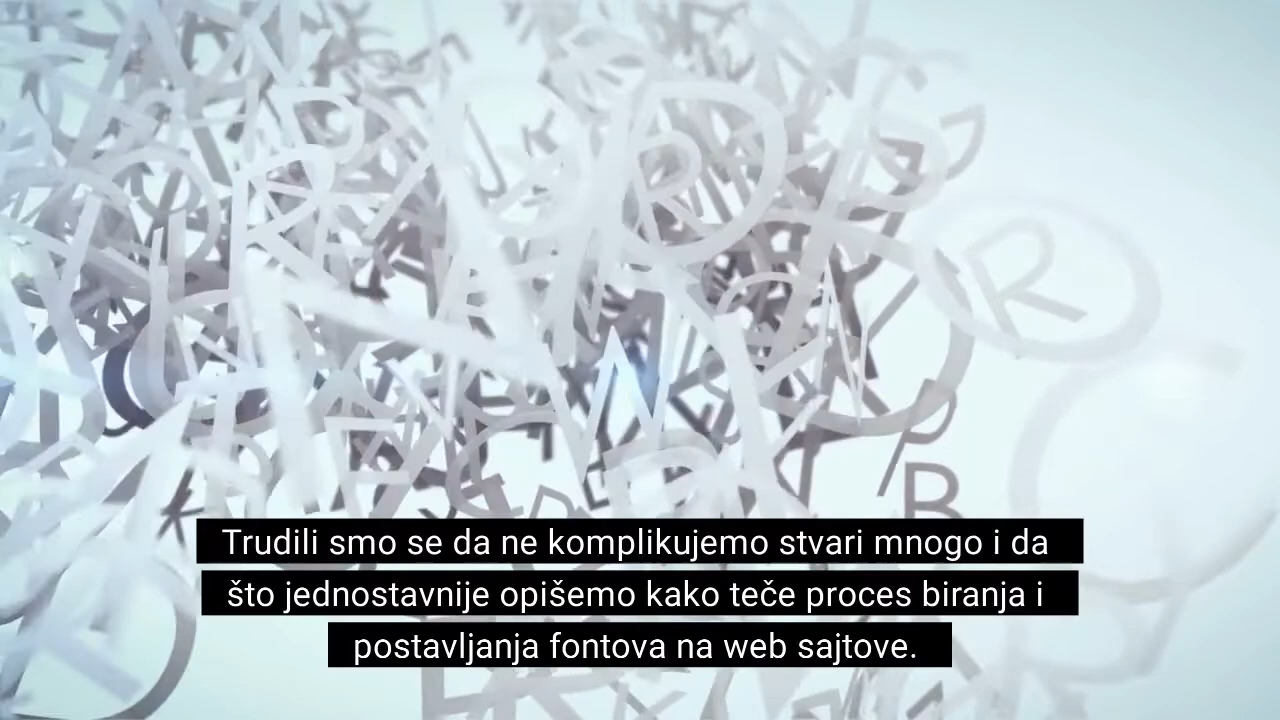 Trudili smo se da ne komplikujemo stvari mnogo i da
što jednostavnije opišemo kako teče proces biranja i
postavljanja fontova na web sajtove.